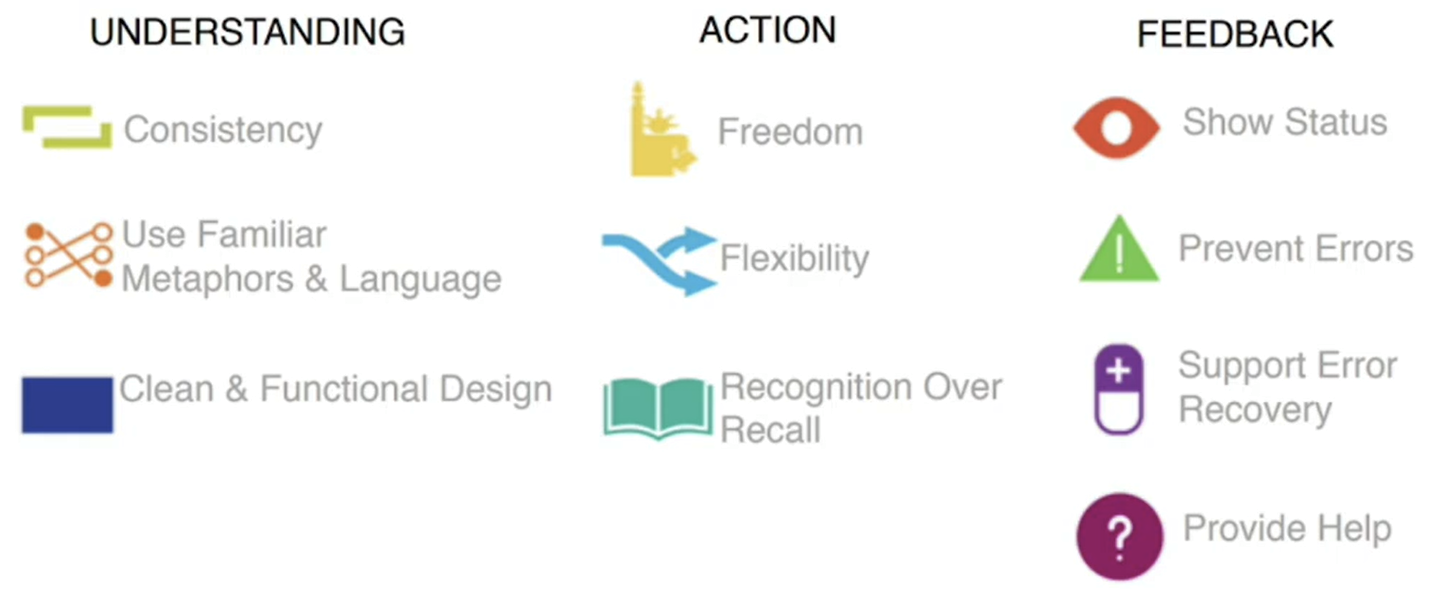 UNDERSTANDING
Consistency
Use Familiar
Metaphors & Language
Clean & Functional Design
ACTION
Freedom
Flexibility
Recognition Over
Recall
FEEDBACK
Show Status
Prevent Errors
Support Error
Recovery
Provide Help